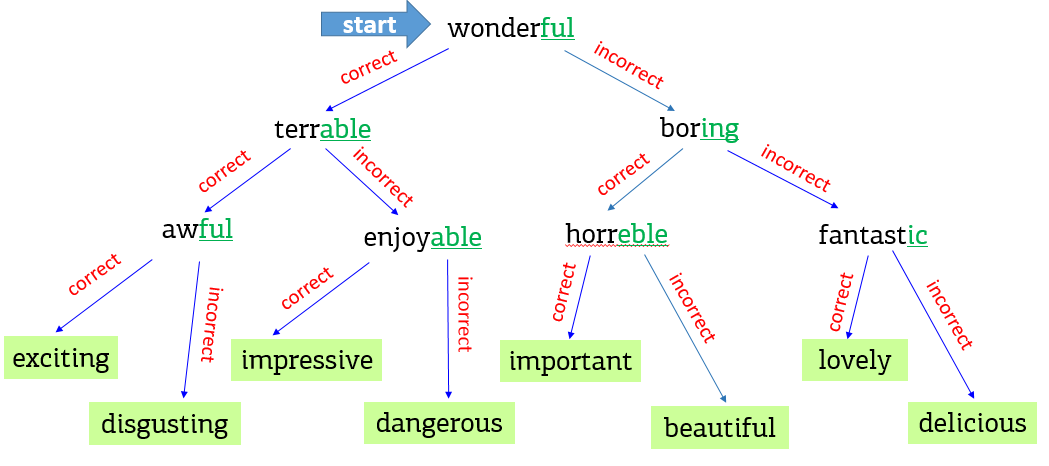 start
wonderful
correct
incorrect
terrable
boring
correct
incorrect
correct
incorrect
awful
enjoyable
horreble
fantastic
correct
incorrect
correct
incorrect
correct
incorrect
correct
incorrect
exciting
impressive
important
lovely
disgusting
dangerous
beautiful
delicious